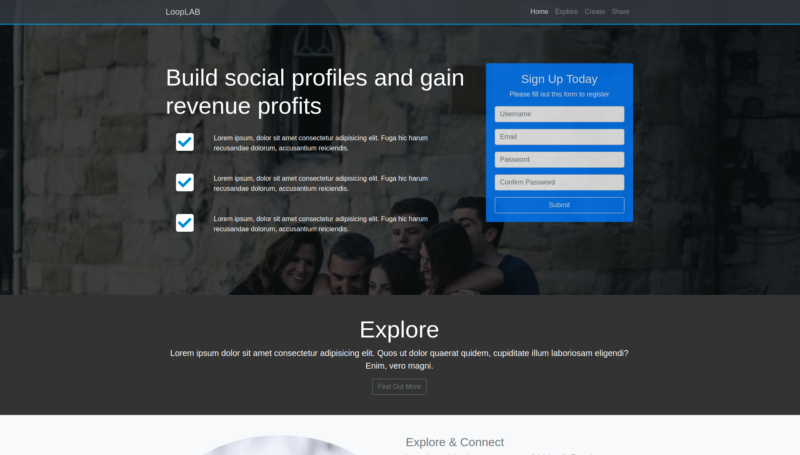 LoopLAB
Home Explore Create Share
Build social profiles and gain
revenue profits
Lorem ipsum, dolor sit amet consectetur adipisicing elit. Fuga hic harum
recusandae dolorum, accusantium reiciendis.
Lorem ipsum, dolor sit amet consectetur adipisicing elit. Fuga hic harum
recusandae dolorum, accusantium reiciendis.
Lorem ipsum, dolor sit amet consectetur adipisicing elit. Fuga hic harum
recusandae dolorum, accusantium reiciendis.
Sign Up Today
Please fill out this form to register
Username
Email
Password
Confirm Password
Submit
Explore
Lorem ipsum dolor sit amet consectetur adipisicing elit. Quos ut dolor quaerat quidem, cupiditate illum laboriosam eligendi?
Enim, vero magni.
Find Out More
Explore & Connect